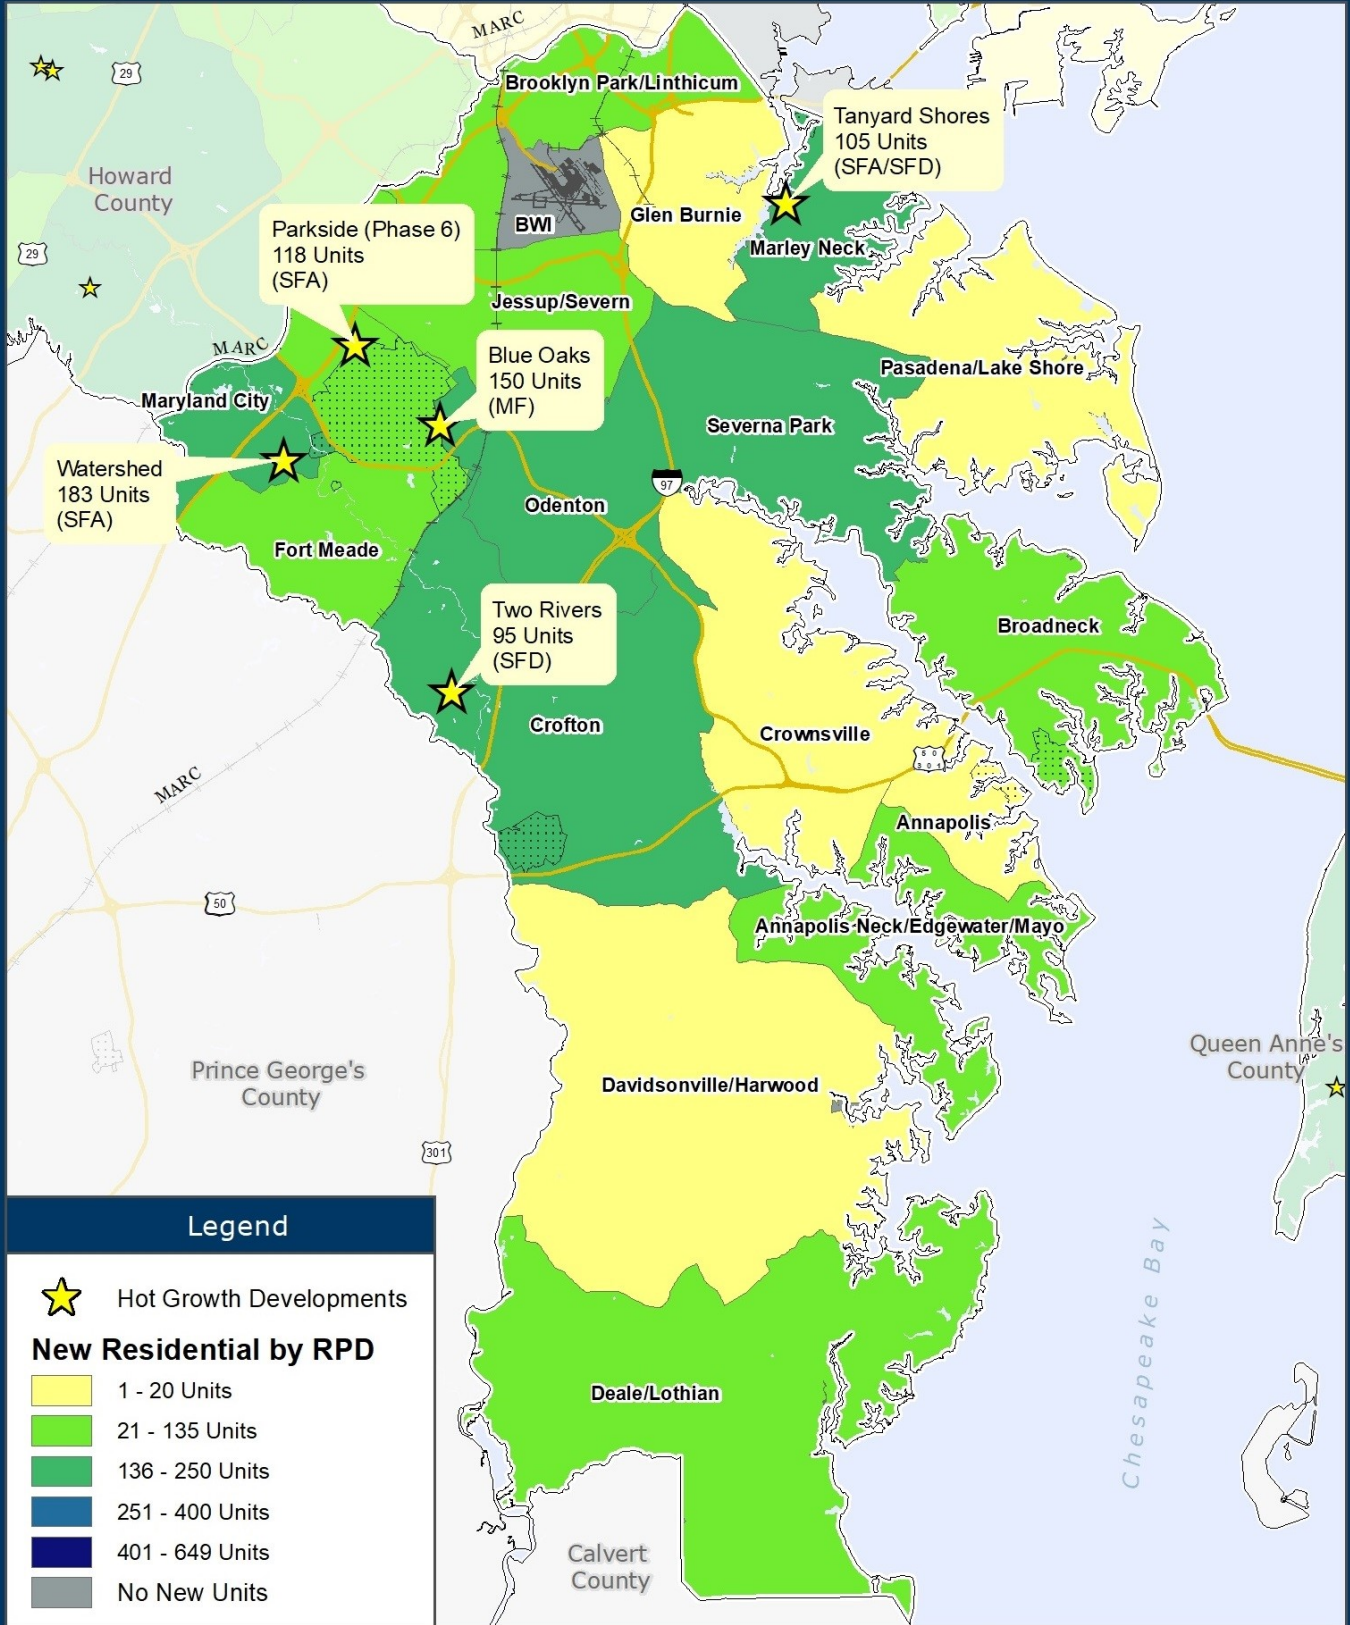 MARC
29
Brooklyn Park/Linthicum
Tanyard Shores
105 Units
(SFA/SFD)
Howard
County
Parkside (Phase 6)
118 Units
(SFA)
BWI
Glen Burnie
Marley Neck
29
Jessup/Severn
MARC
Blue Oaks
150 Units
(MF)
Pasadena/Lake Shore
Maryland City
Severna Park
Watershed
183 Units
(SFA)
97
Odenton
Fort Meade
Two Rivers
95 Units
(SFD)
Broadneck
Crofton
Crownsville
50
301
MARC
Annapolis
50
Annapolis Neck/Edgewater/Mayo
Prince George's
County
Queen Anne's
County
Davidsonville/Harwood
301
Chesapeake Bay
Deale/Lothian
Calvert
County
Legend
Hot Growth Developments
New Residential by RPD
1 - 20 Units
21 - 135 Units
136 - 250 Units
251 - 400 Units
401 - 649 Units
No New Units